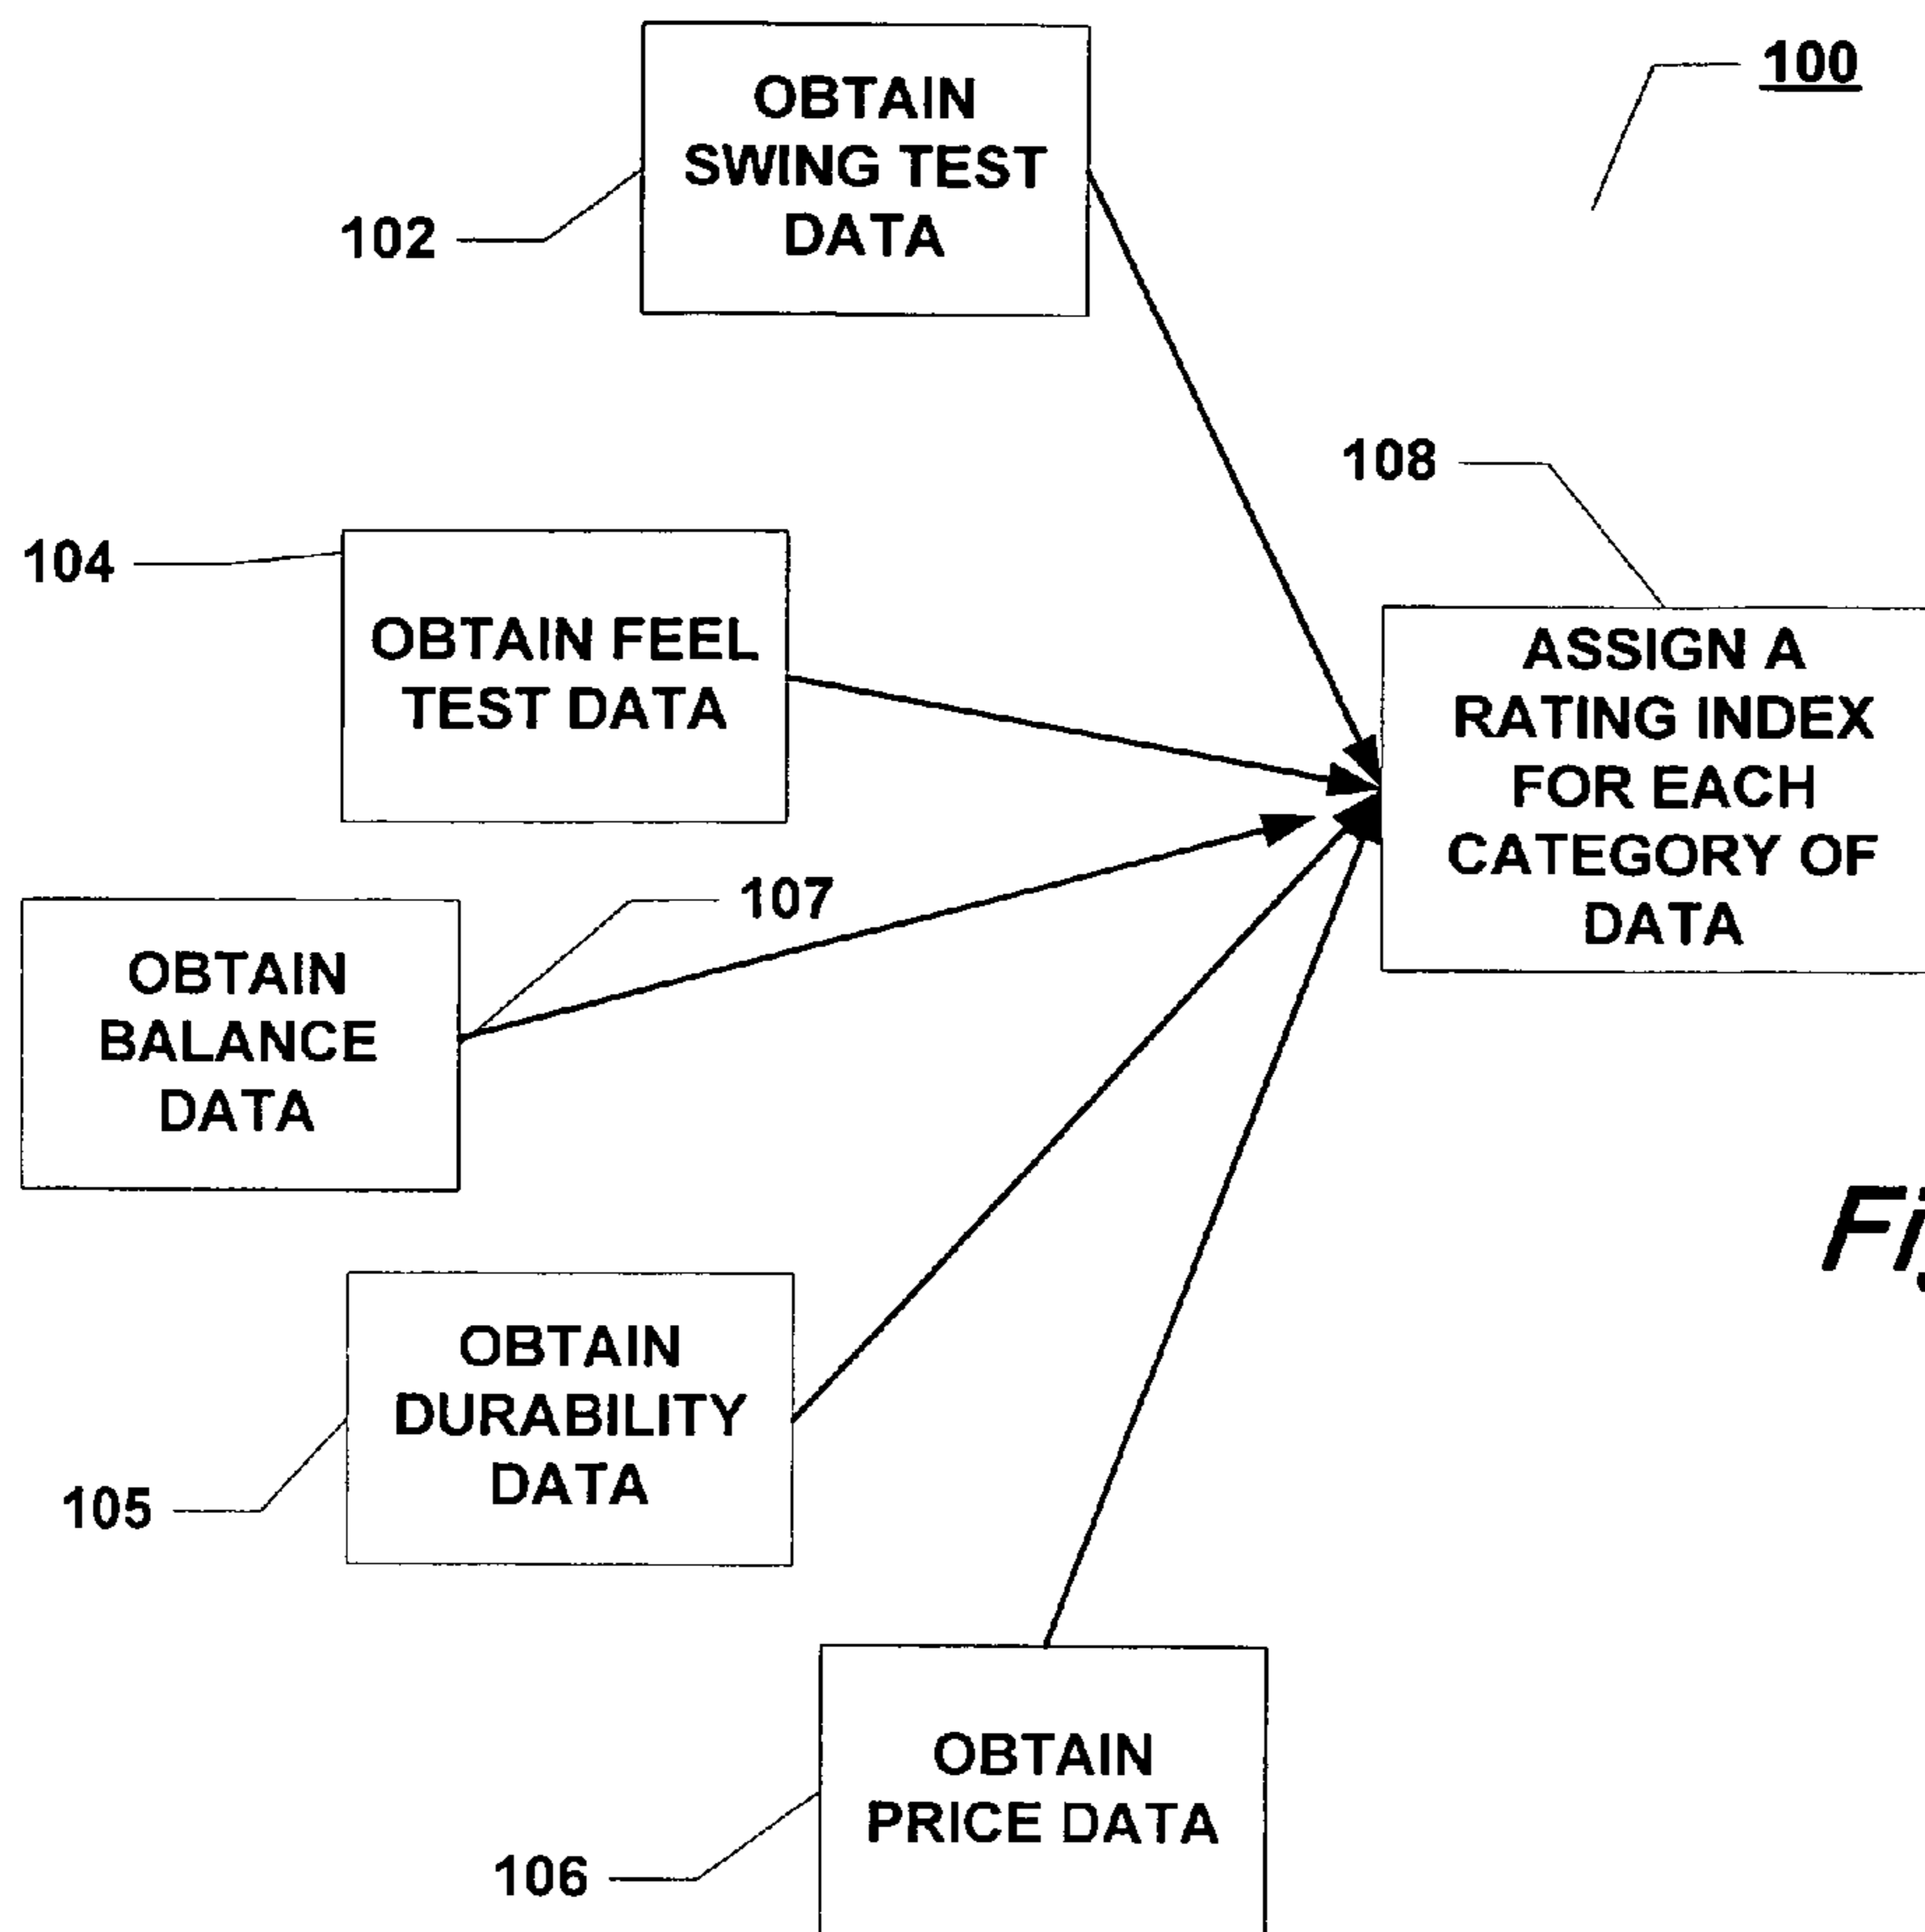 100
OBTAIN
SWING TEST
DATA
102
108
104
OBTAIN FEEL
TEST DATA
ASSIGN A
RATING INDEX
FOR EACH
CATEGORY OF
DATA
107
OBTAIN
BALANCE
DATA
OBTAIN
DURABILITY
DATA
105
OBTAIN
PRICE DATA
106